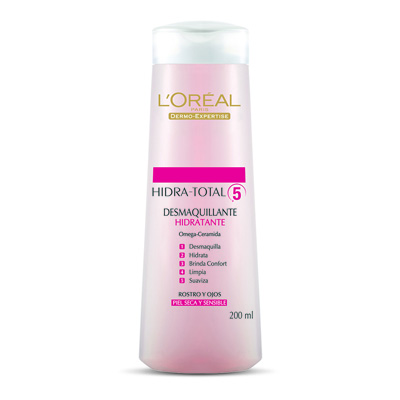 L'ORÉAL
PARIS
DERMO-EXPERTISE
HIDRA-TOTAL 5
DESMAQUILLANTE
HIDRATANTE
Omega-Ceramida
1 Desmaquilla
2 Hidrata
3 Brinda Confort
4 Limpia
5 Suaviza
ROSTRO Y OJOS
PIEL SECA Y SENSIBLE
200 ml